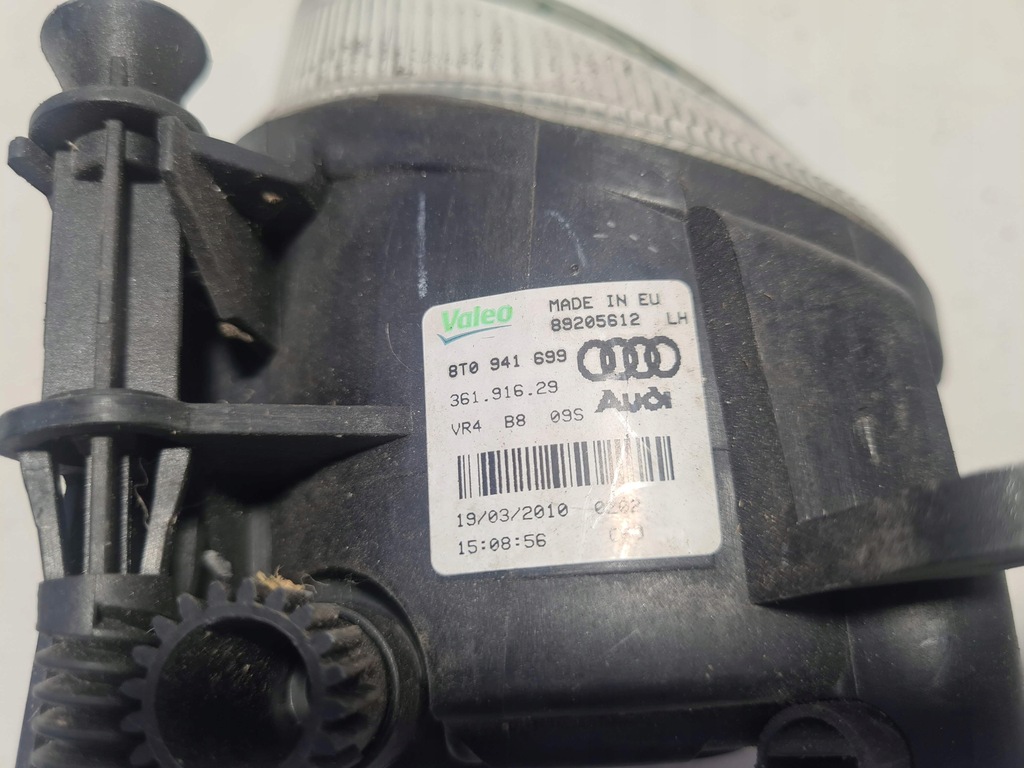 Valeo MADE IN EU
89205612 LH
8T0 941 699
361.916.29 Audi
VR4 B8 09S
19/03/2010 0202
15:08:56